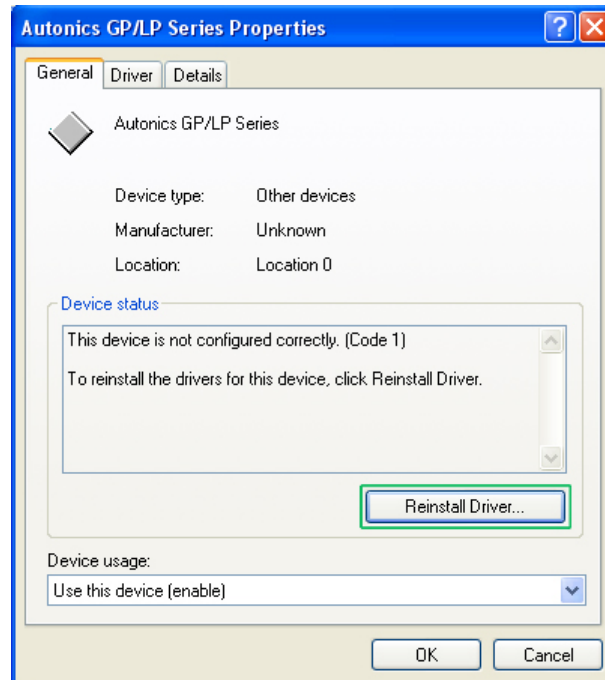 Autonics GP/LP Series Properties
General Driver Details
Autonics GP/LP Series
Device type: Other devices
Manufacturer: Unknown
Location: Location 0
Device status
This device is not configured correctly. (Code 1)
To reinstall the drivers for this device, click Reinstall Driver.
Reinstall Driver...
Device usage:
Use this device (enable)
OK Cancel